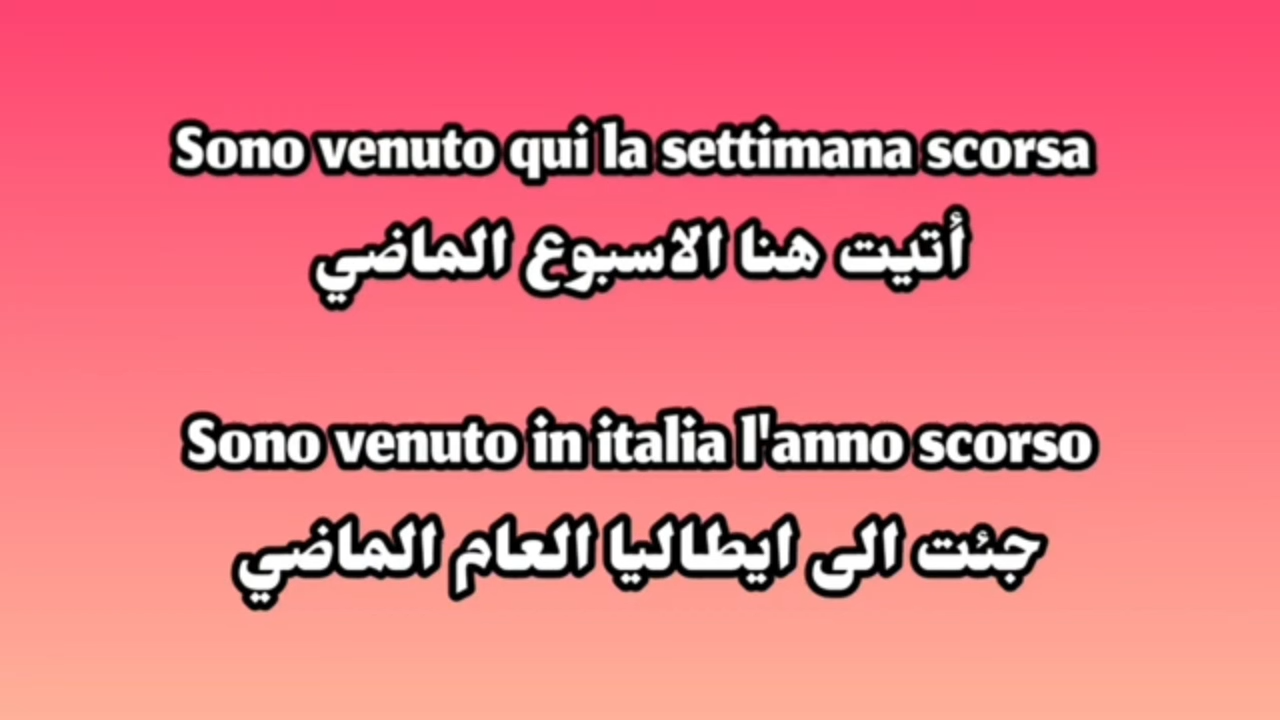 Sono venuto qui la settimana scorsa
أتيت هنا الاسبوع الماضي
Sono venuto in italia l'anno scorso
جئت الى ايطاليا العام الماضي